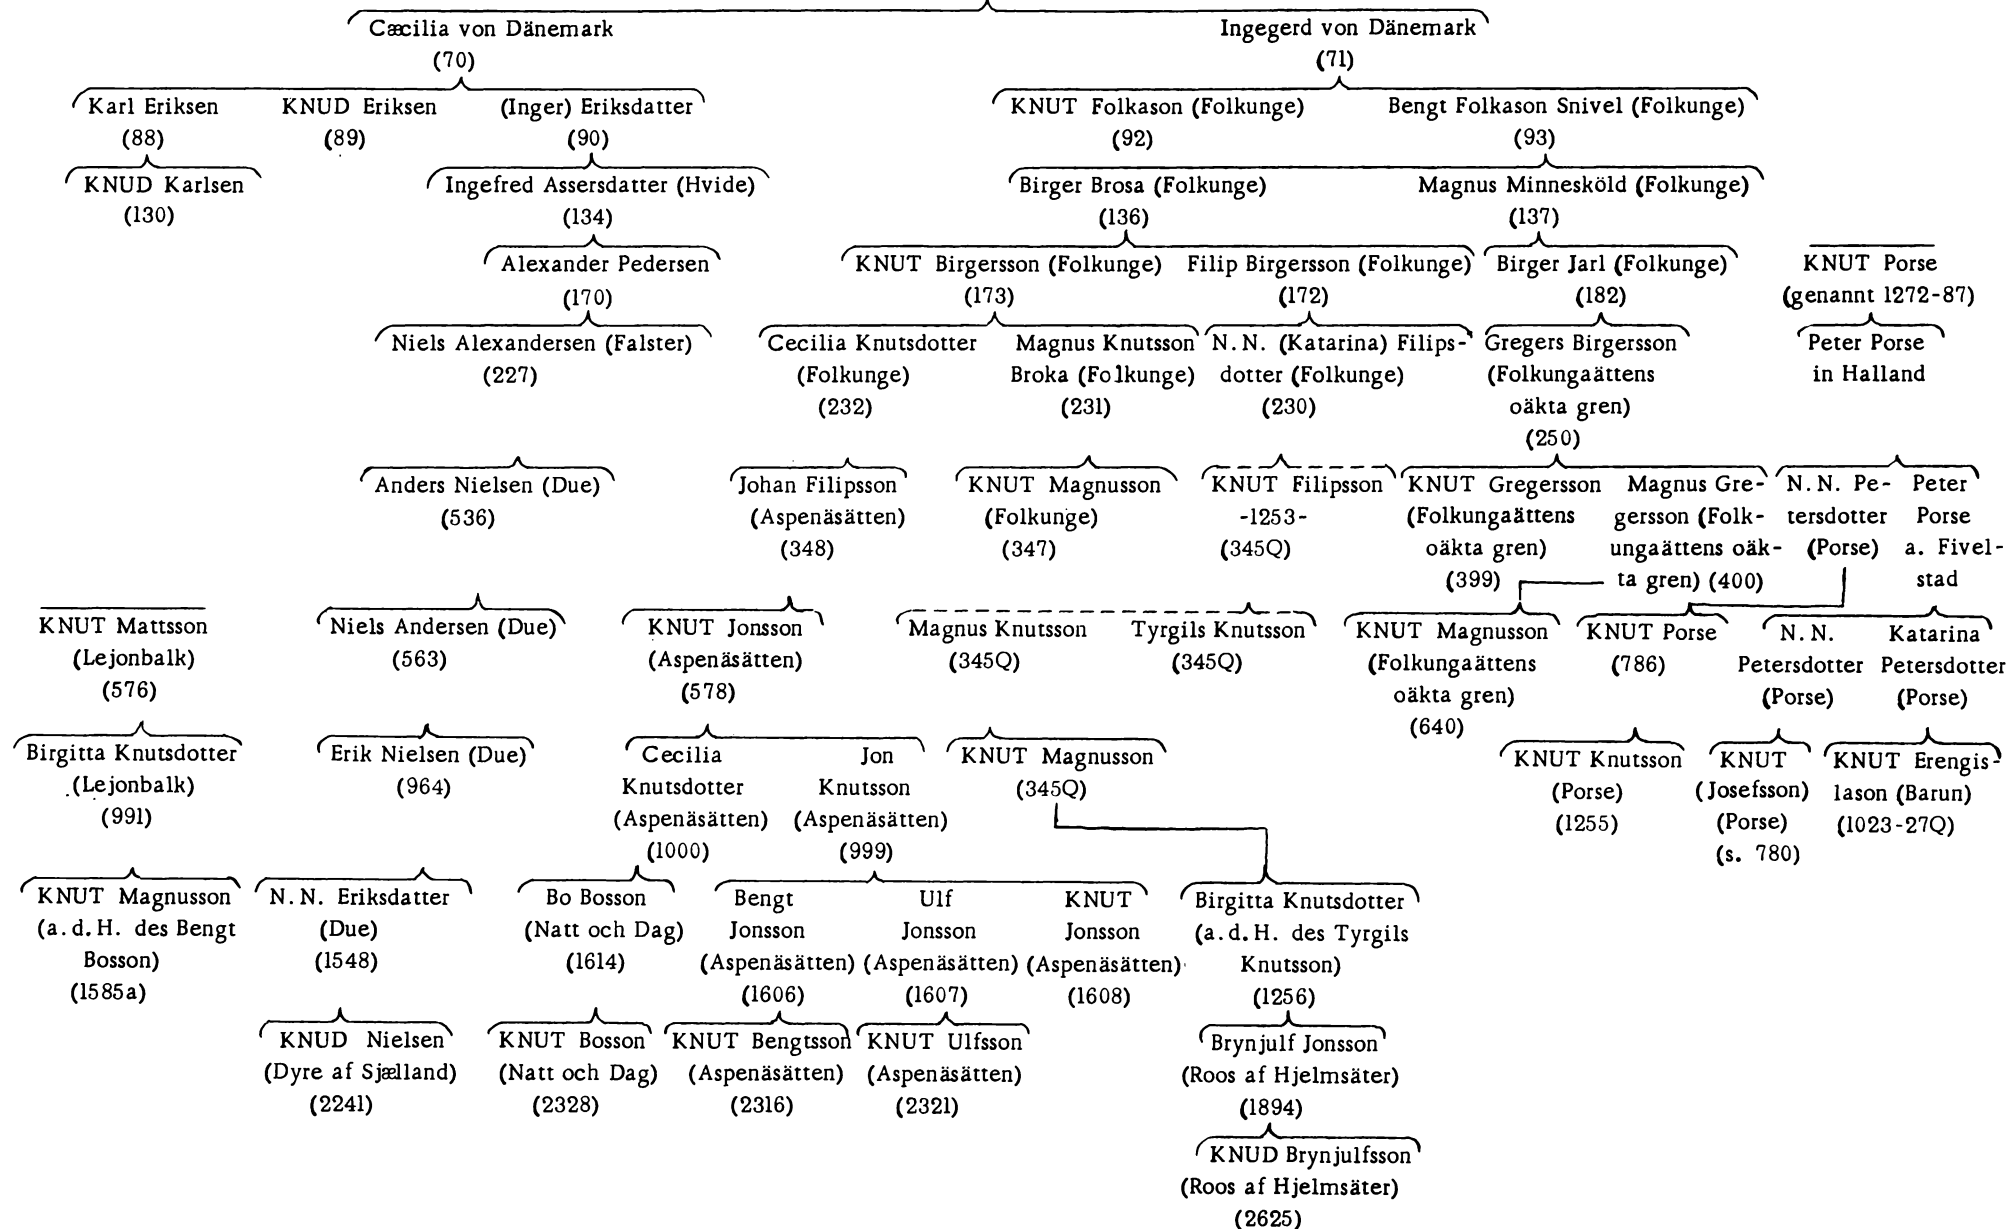 Cæcilia von Dänemark
(70)
Ingegerd von Dänemark
(71)
Karl Eriksen
(88)
KNUD Eriksen
(89)
(Inger) Eriksdatter
(90)
KNUT Folkason (Folkunge)
(92)
Bengt Folkason Snivel (Folkunge)
(93)
KNUD Karlsen
(130)
Ingefred Assersdatter (Hvide)
(134)
Birger Brosa (Folkunge)
(136)
Magnus Minnesköld (Folkunge)
(137)
Alexander Pedersen
(170)
KNUT Birgersson (Folkunge)
(173)
Filip Birgersson (Folkunge)
(172)
Birger Jarl (Folkunge)
(182)
KNUT Porse
(genannt 1272-87)
Niels Alexandersen (Falster)
(227)
Cecilia Knutsdotter
(Folkunge)
(232)
Magnus Knutsson
Broka (Folkunge)
(231)
N.N. (Katarina) Filips-
dotter (Folkunge)
(230)
Gregers Birgersson
(Folkungaättens
oäkta gren)
(250)
Peter Porse
in Halland
Anders Nielsen (Due)
(536)
Johan Filipsson
(Aspenäsätten)
(348)
KNUT Magnusson
(Folkunge)
(347)
KNUT Filipsson
-1253-
(345Q)
KNUT Gregersson
(Folkungaättens
oäkta gren)
(399)
Magnus Gre-
gersson (Folk-
ungaättens oäk-
ta gren) (400)
N.N. Pe-
tersdotter
(Porse)
Peter
Porse
a. Fivel-
stad
KNUT Mattsson
(Lejonbalk)
(576)
Niels Andersen (Due)
(563)
KNUT Jonsson
(Aspenäsätten)
(578)
Magnus Knutsson
(345Q)
Tyrgils Knutsson
(345Q)
KNUT Magnusson
(Folkungaättens
oäkta gren)
(640)
KNUT Porse
(786)
N.N.
Petersdotter
(Porse)
Katarina
Petersdotter
(Porse)
Birgitta Knutsdotter
(Lejonbalk)
(991)
Erik Nielsen (Due)
(964)
Cecilia
Knutsdotter
(Aspenäsätten)
(1000)
Jon
Knutsson
(Aspenäsätten)
(999)
KNUT Magnusson
(345Q)
KNUT Knutsson
(Porse)
(1255)
KNUT
(Josefsson)
(Porse)
(s. 780)
KNUT Erengis-
lason (Barun)
(1023-27Q)
KNUT Magnusson
(a.d.H. des Bengt
Bosson)
(1585a)
N.N. Eriksdatter
(Due)
(1548)
Bo Bosson
(Natt och Dag)
(1614)
Bengt
Jonsson
(Aspenäsätten)
(1606)
Ulf
Jonsson
(Aspenäsätten)
(1607)
KNUT
Jonsson
(Aspenäsätten)
(1608)
Birgitta Knutsdotter
(a.d.H. des Tyrgils
Knutsson)
(1256)
KNUD Nielsen
(Dyre af Sjælland)
(2241)
KNUT Bosson
(Natt och Dag)
(2328)
KNUT Bengtsson
(Aspenäsätten)
(2316)
KNUT Ulfsson
(Aspenäsätten)
(2321)
Brynjulf Jonsson
(Roos af Hjelmsäter)
(1894)
KNUD Brynjulfsson
(Roos af Hjelmsäter)
(2625)